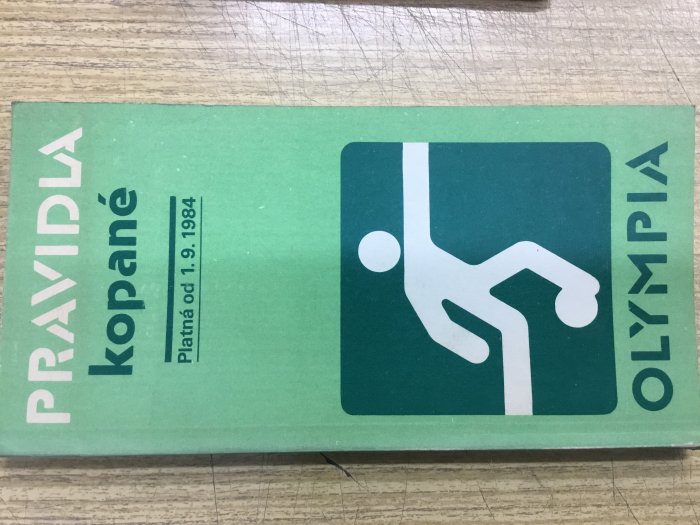 PRAVIDLA
kopané
Platná od 1. 9. 1984
OLYMPIA